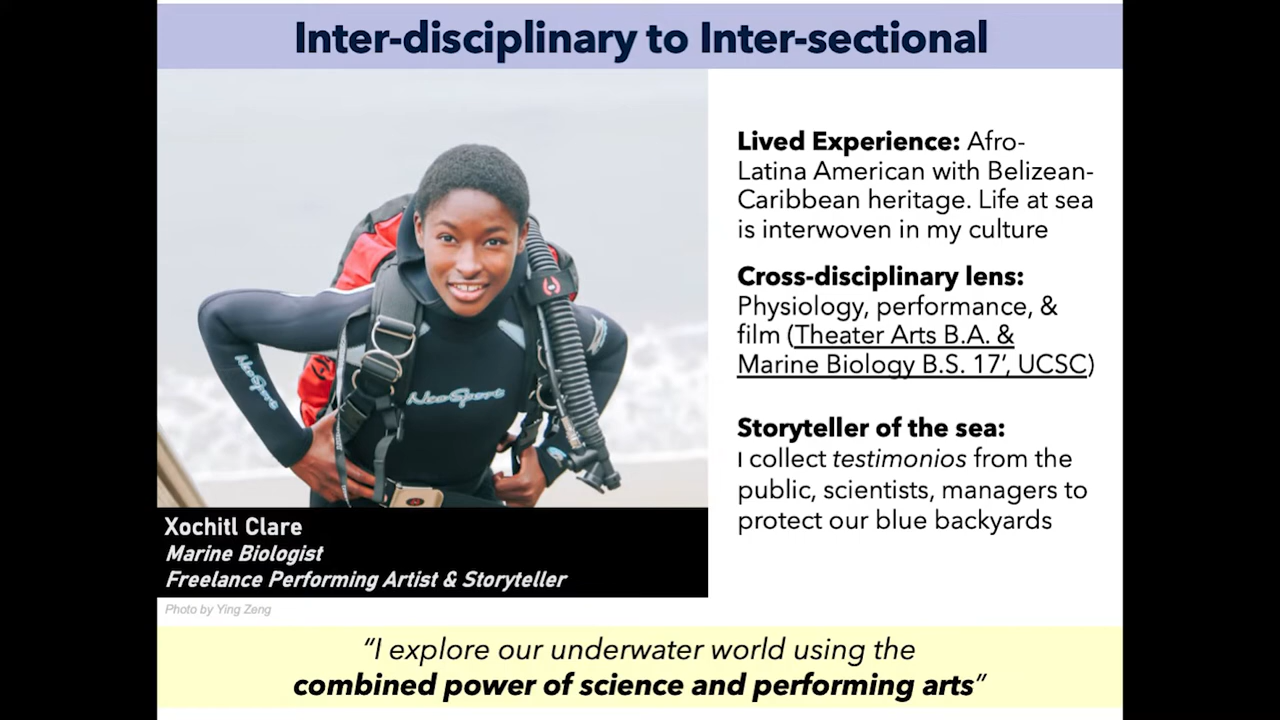 Inter-disciplinary to Inter-sectional
Lived Experience: Afro-
Latina American with Belizean-
Caribbean heritage. Life at sea
is interwoven in my culture
Cross-disciplinary lens:
Physiology, performance, &
film (Theater Arts B.A. &
Marine Biology B.S. 17’, UCSC)
Storyteller of the sea:
I collect testimonios from the
public, scientists, managers to
protect our blue backyards
NeoSport
NeoSport
Xochitl Clare
Marine Biologist
Freelance Performing Artist & Storyteller
Photo by Ying Zeng
“I explore our underwater world using the
combined power of science and performing arts”